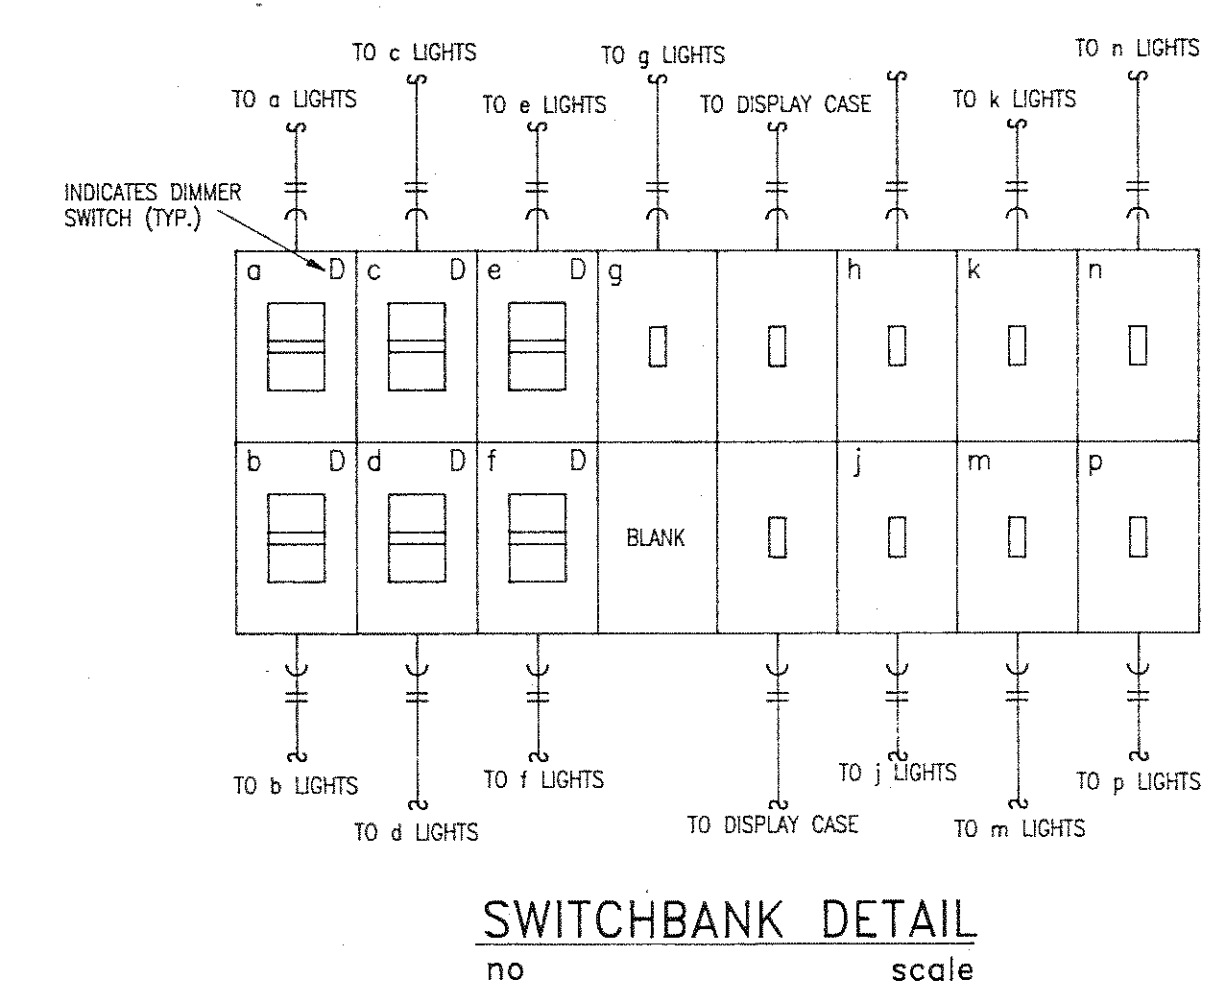 TO c LIGHTS
TO g LIGHTS
TO n LIGHTS
TO a LIGHTS
TO e LIGHTS
TO DISPLAY CASE
TO k LIGHTS
INDICATES DIMMER
SWITCH (TYP.)
a D c D e D g h k n
b D d D f D j m p
BLANK
TO b LIGHTS
TO f LIGHTS
TO j LIGHTS
TO p LIGHTS
TO d LIGHTS
TO DISPLAY CASE
TO m LIGHTS
SWITCHBANK DETAIL
no scale